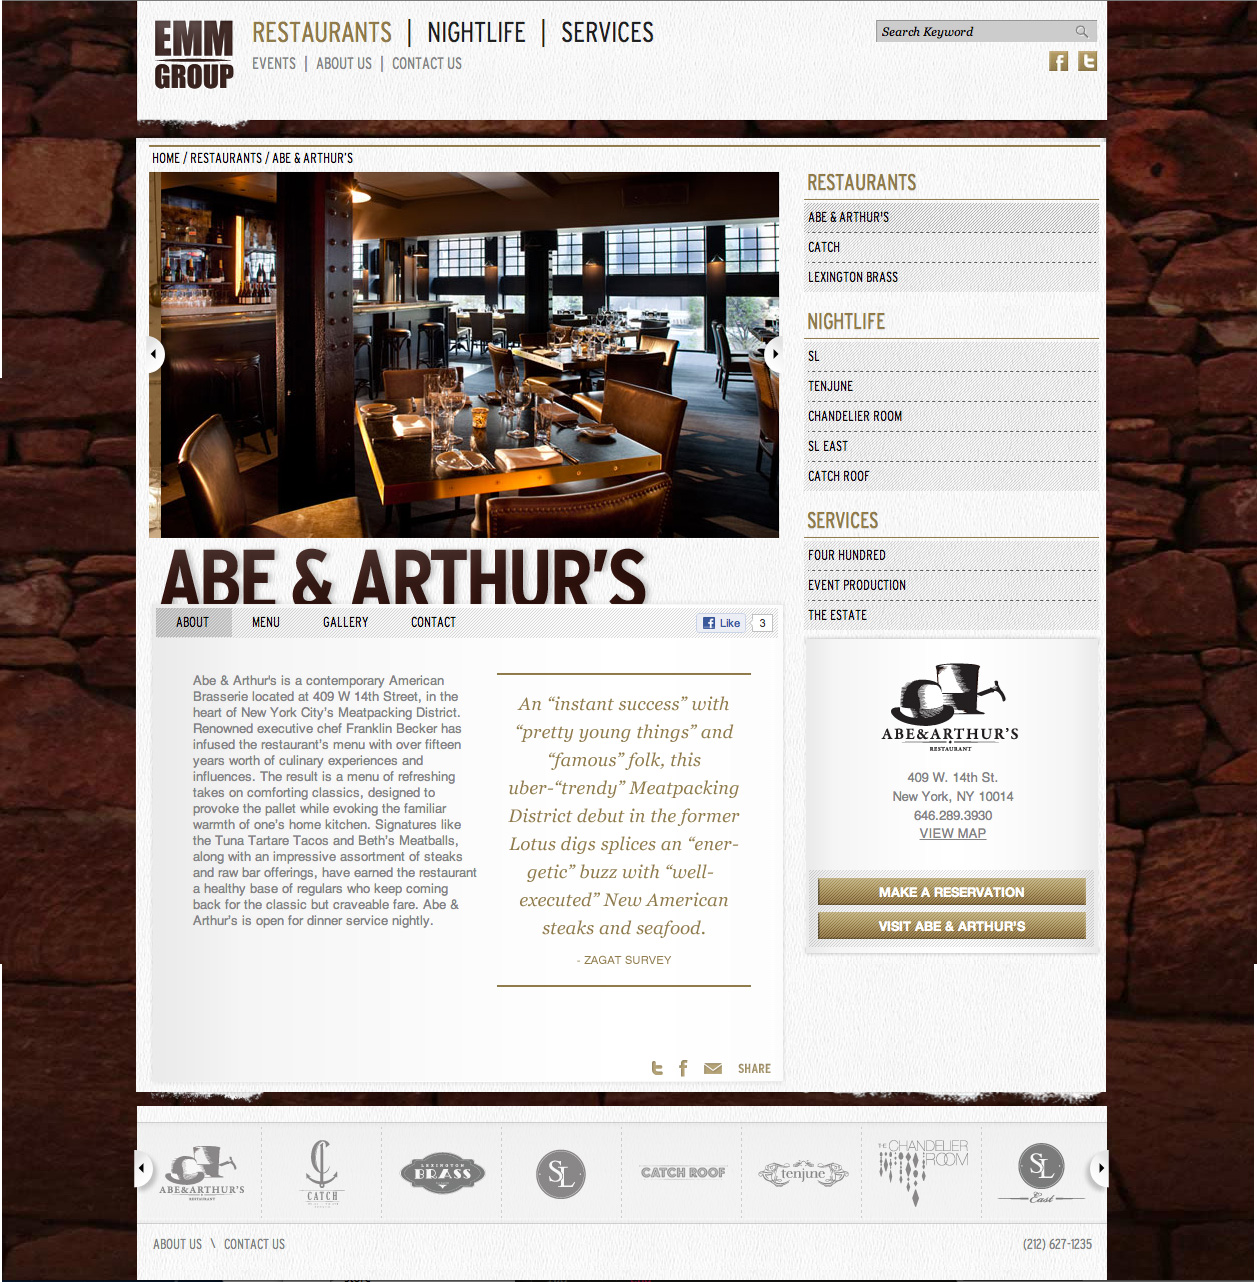 EMM
GROUP
RESTAURANTS | NIGHTLIFE | SERVICES
EVENTS | ABOUT US | CONTACT US
Search Keyword
HOME / RESTAURANTS / ABE & ARTHUR'S
ABE & ARTHUR'S
ABOUT MENU GALLERY CONTACT
Like 3
Abe & Arthur's is a contemporary American
Brasserie located at 409 W 14th Street, in the
heart of New York City's Meatpacking District.
Renowned executive chef Franklin Becker has
infused the restaurant's menu with over fifteen
years worth of culinary experiences and
influences. The result is a menu of refreshing
takes on comforting classics, designed to
provoke the pallet while evoking the familiar
warmth of one's home kitchen. Signatures like
the Tuna Tartare Tacos and Beth's Meatballs,
along with an impressive assortment of steaks
and raw bar offerings, have earned the restaurant
a healthy base of regulars who keep coming
back for the classic but craveable fare. Abe &
Arthur's is open for dinner service nightly.
An “instant success” with
“pretty young things” and
“famous” folk, this
uber-“trendy” Meatpacking
District debut in the former
Lotus digs splices an “ener-
getic” buzz with “well-
executed” New American
steaks and seafood.
- ZAGAT SURVEY
SHARE
RESTAURANTS
ABE & ARTHUR'S
CATCH
LEXINGTON BRASS
NIGHTLIFE
SL
TENJUNE
CHANDELIER ROOM
SL EAST
CATCH ROOF
SERVICES
FOUR HUNDRED
EVENT PRODUCTION
THE ESTATE
ABE&ARTHUR'S
RESTAURANT
409 W. 14th St.
New York, NY 10014
646.289.3930
VIEW MAP
MAKE A RESERVATION
VISIT ABE & ARTHUR'S
ABE&ARTHUR'S
RESTAURANT
CATCH
LEXINGTON
BRASS
SL
CATCH ROOF
tenjune
THE CHANDELIER
ROOM
SL
East
ABOUT US \ CONTACT US
(212) 627-1235